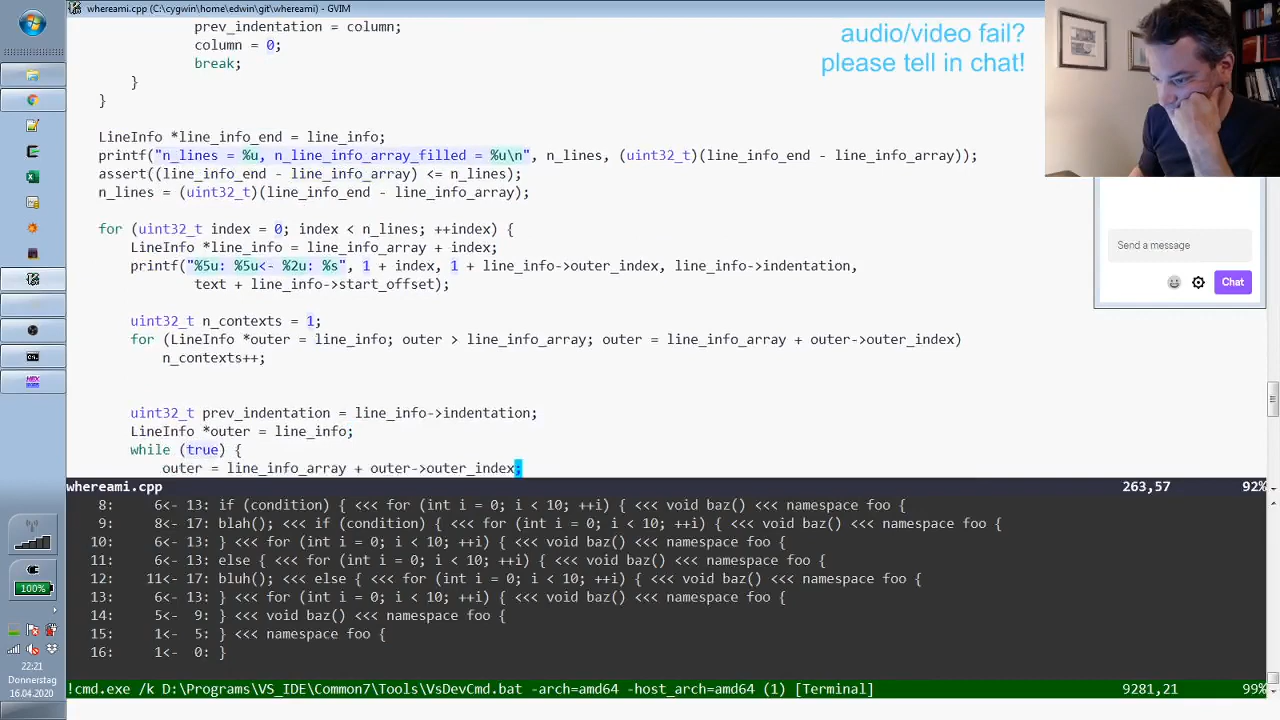 whereami.cpp (C:\cygwin\home\edwin\git\whereami) - GVIM
audio/video fail?
please tell in chat!
prev_indentation = column;
column = 0;
break;
}
}
LineInfo *line_info_end = line_info;
printf("n_lines = %u, n_line_info_array_filled = %u\n", n_lines, (uint32_t)(line_info_end - line_info_array));
assert((line_info_end - line_info_array) <= n_lines);
n_lines = (uint32_t)(line_info_end - line_info_array);
for (uint32_t index = 0; index < n_lines; ++index) {
LineInfo *line_info = line_info_array + index;
printf("%5u: %5u<- %2u: %s", 1 + index, 1 + line_info->outer_index, line_info->indentation,
text + line_info->start_offset);
uint32_t n_contexts = 1;
for (LineInfo *outer = line_info; outer > line_info_array; outer = line_info_array + outer->outer_index)
n_contexts++;
uint32_t prev_indentation = line_info->indentation;
LineInfo *outer = line_info;
while (true) {
outer = line_info_array + outer->outer_index;
whereami.cpp 263,57 92%
8: 6<- 13: if (condition) { <<< for (int i = 0; i < 10; ++i) { <<< void baz() <<< namespace foo {
9: 8<- 17: blah(); <<< if (condition) { <<< for (int i = 0; i < 10; ++i) { <<< void baz() <<< namespace foo {
10: 6<- 13: } <<< for (int i = 0; i < 10; ++i) { <<< void baz() <<< namespace foo {
11: 6<- 13: else { <<< for (int i = 0; i < 10; ++i) { <<< void baz() <<< namespace foo {
12: 11<- 17: bluh(); <<< else { <<< for (int i = 0; i < 10; ++i) { <<< void baz() <<< namespace foo {
13: 6<- 13: } <<< for (int i = 0; i < 10; ++i) { <<< void baz() <<< namespace foo {
14: 5<- 9: } <<< void baz() <<< namespace foo {
15: 1<- 5: } <<< namespace foo {
16: 1<- 0: }
!cmd.exe /k D:\Programs\VS_IDE\Common7\Tools\VsDevCmd.bat -arch=amd64 -host_arch=amd64 (1) [Terminal] 9281,21 99%
Send a message
Chat
100%
22:21
Donnerstag
16.04.2020